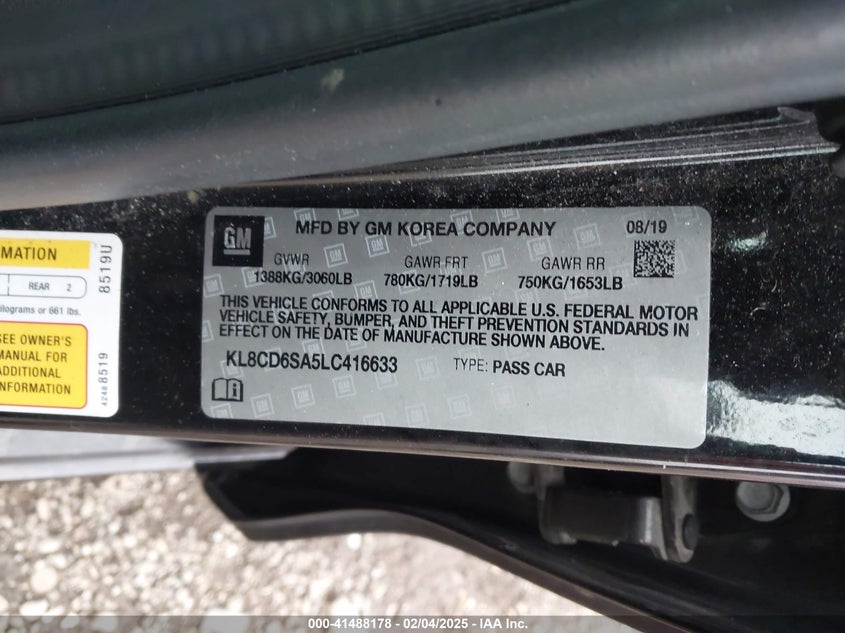 MATION
REAR 2
kilograms or 661 lbs.
SEE OWNER'S
MANUAL FOR
ADDITIONAL
INFORMATION
8519U
42488519
GM
MFD BY GM KOREA COMPANY 08/19
GVWR GAWR FRT GAWR RR
1388KG/3060LB 780KG/1719LB 750KG/1653LB
THIS VEHICLE CONFORMS TO ALL APPLICABLE U.S. FEDERAL MOTOR
VEHICLE SAFETY, BUMPER, AND THEFT PREVENTION STANDARDS IN
EFFECT ON THE DATE OF MANUFACTURE SHOWN ABOVE.
KL8CD6SA5LC416633 TYPE: PASS CAR
000-41488178 - 02/04/2025 - IAA Inc.